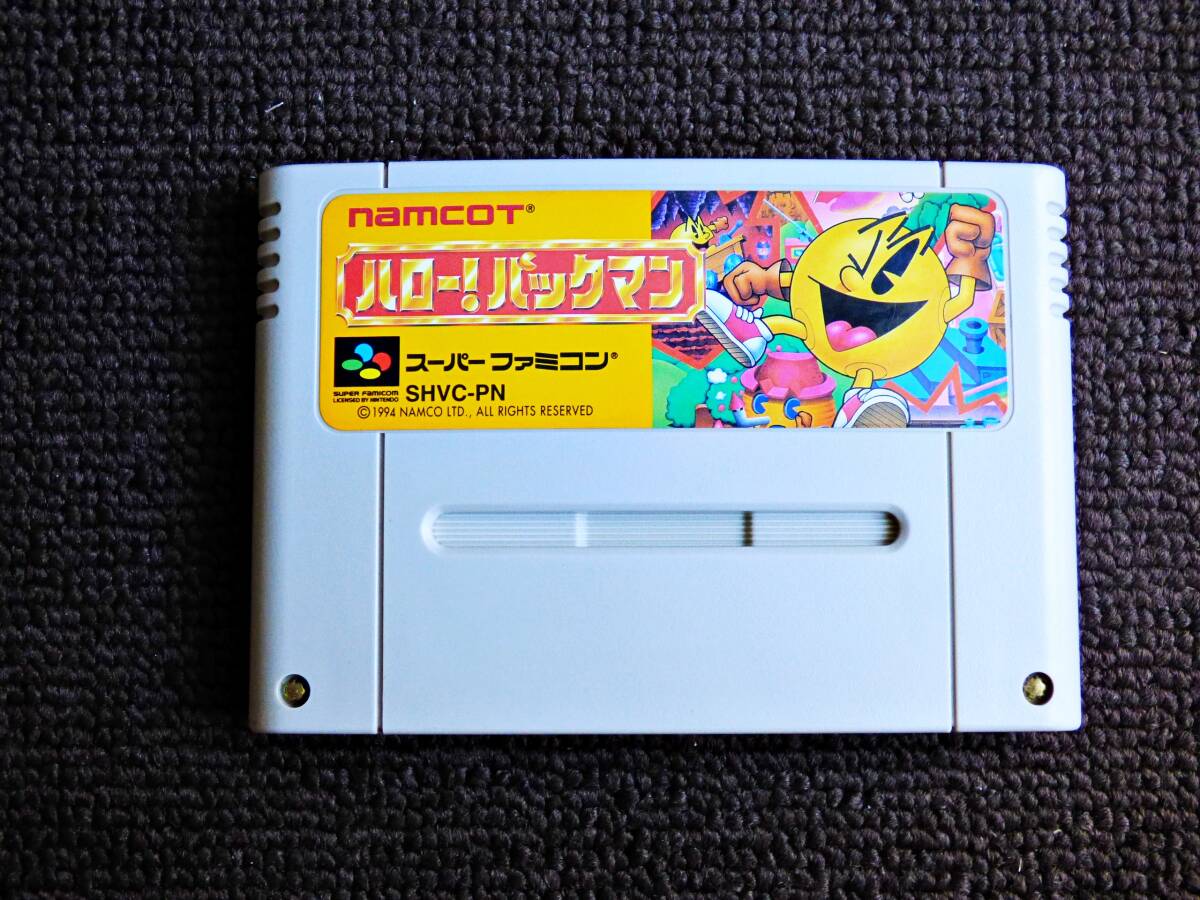 namcoT®
ハロー!パックマン
スーパーファミコン®
SUPER FAMICOM
LICENSED BY NINTENDO
SHVC-PN
©1994 NAMCO LTD., ALL RIGHTS RESERVED